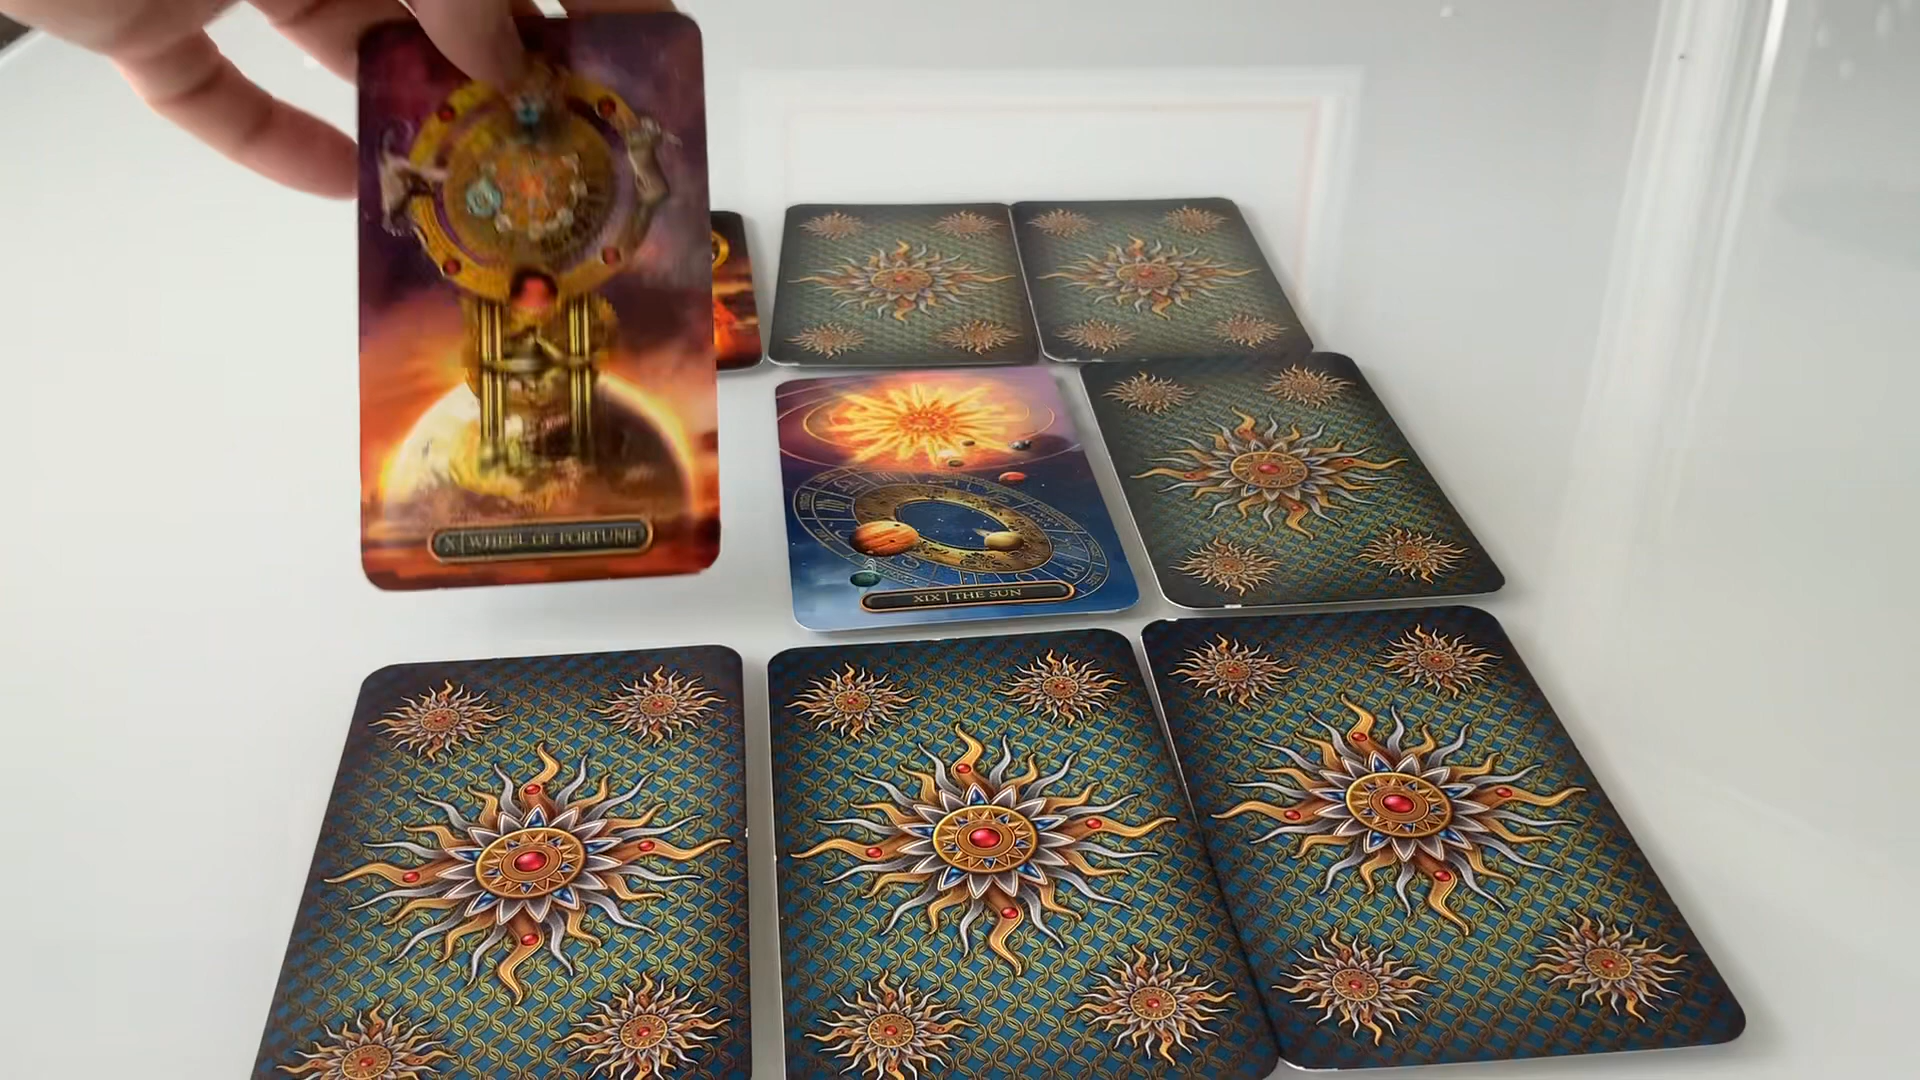 X | WHEEL OF FORTUNE
XIX | THE SUN